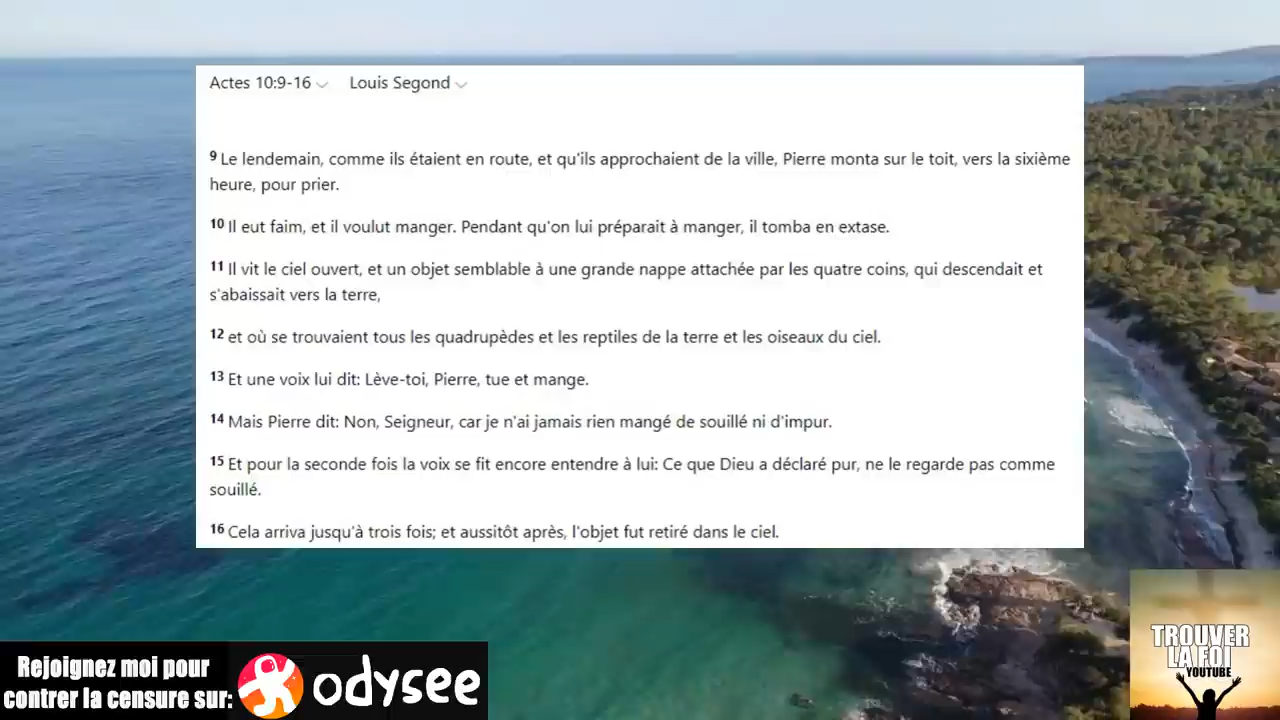 Actes 10:9-16 Louis Segond
9 Le lendemain, comme ils étaient en route, et qu'ils approchaient de la ville, Pierre monta sur le toit, vers la sixième
heure, pour prier.
10 Il eut faim, et il voulut manger. Pendant qu'on lui préparait à manger, il tomba en extase.
11 Il vit le ciel ouvert, et un objet semblable à une grande nappe attachée par les quatre coins, qui descendait et
s'abaissait vers la terre,
12 et où se trouvaient tous les quadrupèdes et les reptiles de la terre et les oiseaux du ciel.
13 Et une voix lui dit: Lève-toi, Pierre, tue et mange.
14 Mais Pierre dit: Non, Seigneur, car je n'ai jamais rien mangé de souillé ni d'impur.
15 Et pour la seconde fois la voix se fit encore entendre à lui: Ce que Dieu a déclaré pur, ne le regarde pas comme
souillé.
16 Cela arriva jusqu'à trois fois; et aussitôt après, l'objet fut retiré dans le ciel.
Rejoignez moi pour
contrer la censure sur:
odysee
TROUVER
LA FOI
YOUTUBE